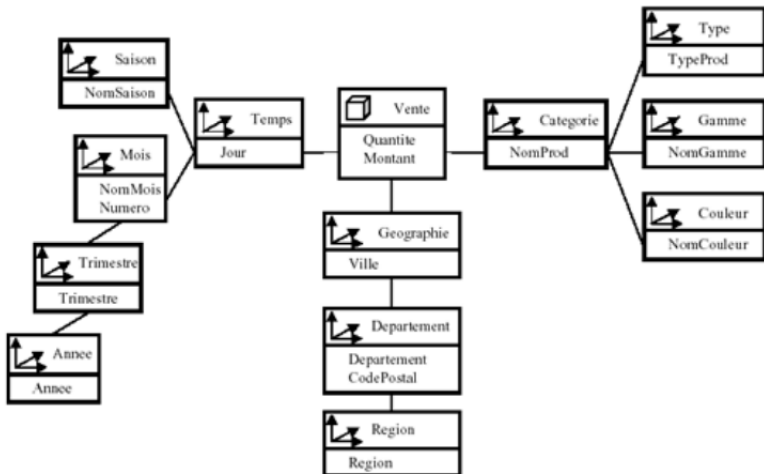 Saison
NomSaison
Mois
NomMois
Numero
Trimestre
Trimestre
Annee
Annee
Temps
Jour
Vente
Quantite
Montant
Geographie
Ville
Departement
Departement
CodePostal
Region
Region
Categorie
NomProd
Type
TypeProd
Gamme
NomGamme
Couleur
NomCouleur